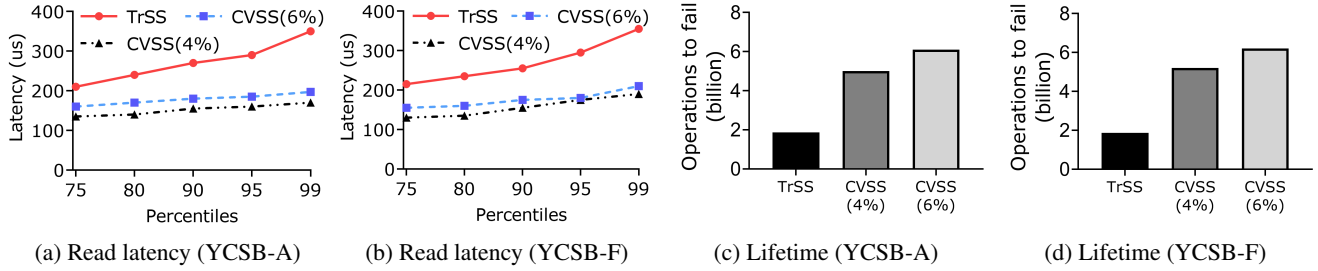 Latency (us)
400
300
200
100
0
TrSS
CVSS(6%)
CVSS(4%)
75
80
90
95
99
Percentiles
(a) Read latency (YCSB-A)
Latency (us)
400
300
200
100
0
TrSS
CVSS(6%)
CVSS(4%)
75
80
90
95
99
Percentiles
(b) Read latency (YCSB-F)
Operations to fail
(billion)
8
6
4
2
0
TrSS
CVSS
(4%)
CVSS
(6%)
(c) Lifetime (YCSB-A)
Operations to fail
(billion)
8
6
4
2
0
TrSS
CVSS
(4%)
CVSS
(6%)
(d) Lifetime (YCSB-F)